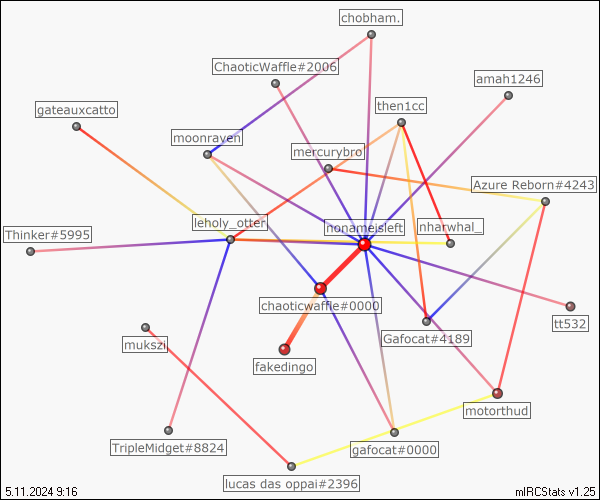 chobham.
ChaoticWaffle#2006
amah1246
gateauxcatto
then1cc
moonraven
mercurybro
Azure Reborn#4243
leholy_otter
nonameisleft
nharwhal_
Thinker#5995
chaoticwaffle#0000
tt532
mukszi
Gafocat#4189
fakedingo
motorthud
TripleMidget#8824
gafocat#0000
lucas das oppai#2396
5.11.2024 9:16
mIRCStats v1.25